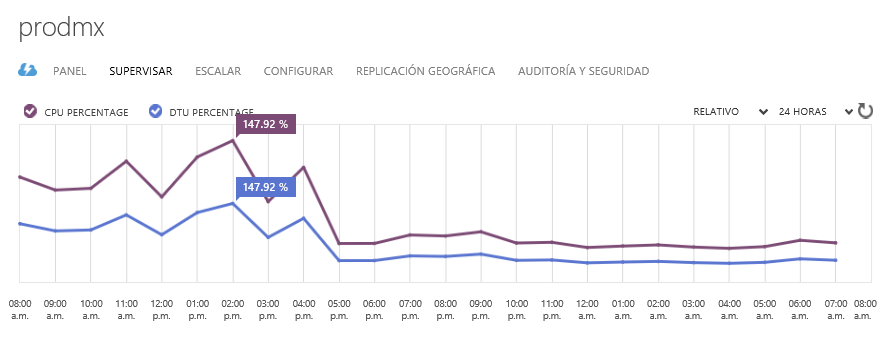 prodmx
PANEL SUPERVISAR ESCALAR CONFIGURAR REPLICACIÓN GEOGRÁFICA AUDITORÍA Y SEGURIDAD
CPU PERCENTAGE DTU PERCENTAGE RELATIVO 24 HORAS
147.92 %
147.92 %
08:00 09:00 10:00 11:00 12:00 01:00 02:00 03:00 04:00 05:00 06:00 07:00 08:00 09:00 10:00 11:00 12:00 01:00 02:00 03:00 04:00 05:00 06:00 07:00 08:00
a.m. a.m. a.m. a.m. p.m. p.m. p.m. p.m. p.m. p.m. p.m. p.m. p.m. p.m. p.m. p.m. a.m. a.m. a.m. a.m. a.m. a.m. a.m. a.m. a.m.